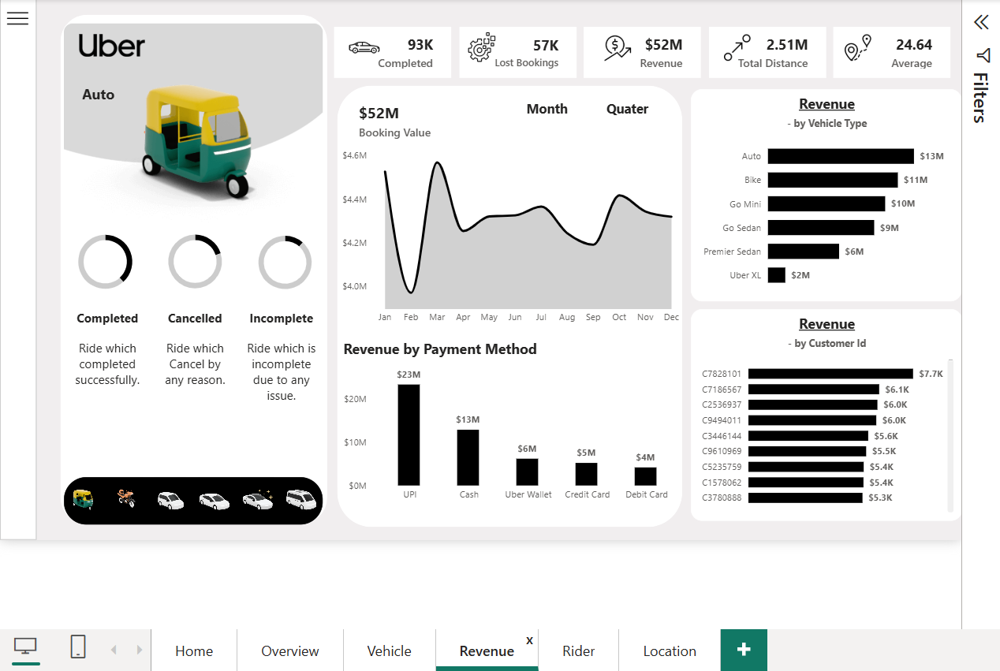 Uber
Auto
Completed
Cancelled
Incomplete
Ride which
completed
successfully.
Ride which
Cancel by
any reason.
Ride which is
incomplete
due to any
issue.
93K
Completed
57K
Lost Bookings
$52M
Revenue
2.51M
Total Distance
24.64
Average
$52M
Booking Value
Month
Quater
$4.6M
$4.4M
$4.2M
$4.0M
Jan Feb Mar Apr May Jun Jul Aug Sep Oct Nov Dec
Revenue by Payment Method
$20M
$10M
$0M
$23M
$13M
$6M
$5M
$4M
UPI Cash Uber Wallet Credit Card Debit Card
Revenue
- by Vehicle Type
Auto $13M
Bike $11M
Go Mini $10M
Go Sedan $9M
Premier Sedan $6M
Uber XL $2M
Revenue
- by Customer Id
C7828101 $7.7K
C7186567 $6.1K
C2536937 $6.0K
C9494011 $6.0K
C3446144 $5.6K
C9610969 $5.5K
C5235759 $5.4K
C1578062 $5.4K
C3780888 $5.3K
Filters
Home
Overview
Vehicle
Revenue
x
Rider
Location
+